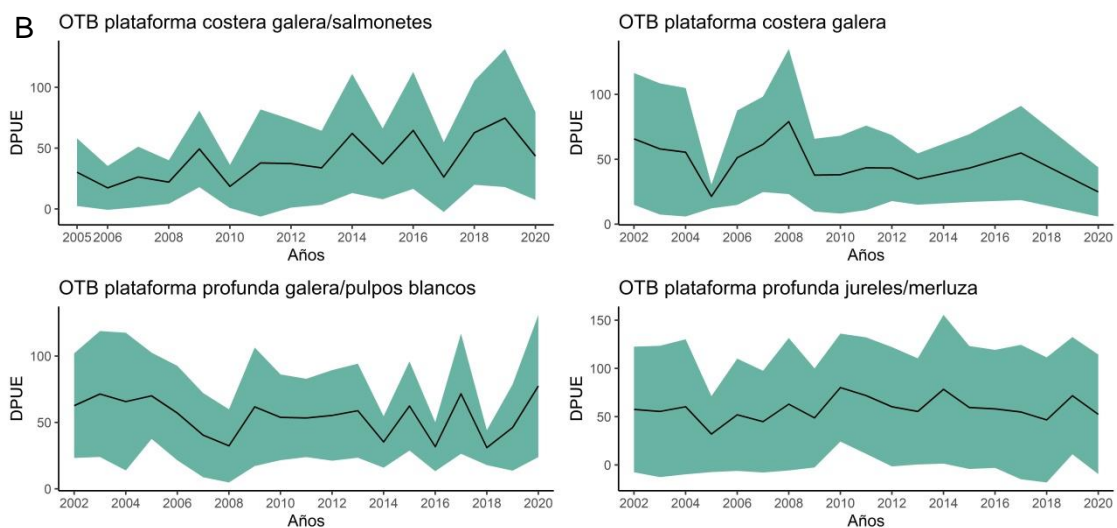 B
OTB plataforma costera galera/salmonetes
DPUE
100
50
0
2005 2006 2008 2010 2012 2014 2016 2018 2020
Años
OTB plataforma costera galera
DPUE
100
50
0
2002 2004 2006 2008 2010 2012 2014 2016 2018 2020
Años
OTB plataforma profunda galera/pulpos blancos
DPUE
100
50
0
2002 2004 2006 2008 2010 2012 2014 2016 2018 2020
Años
OTB plataforma profunda jureles/merluza
DPUE
150
100
50
0
2002 2004 2006 2008 2010 2012 2014 2016 2018 2020
Años